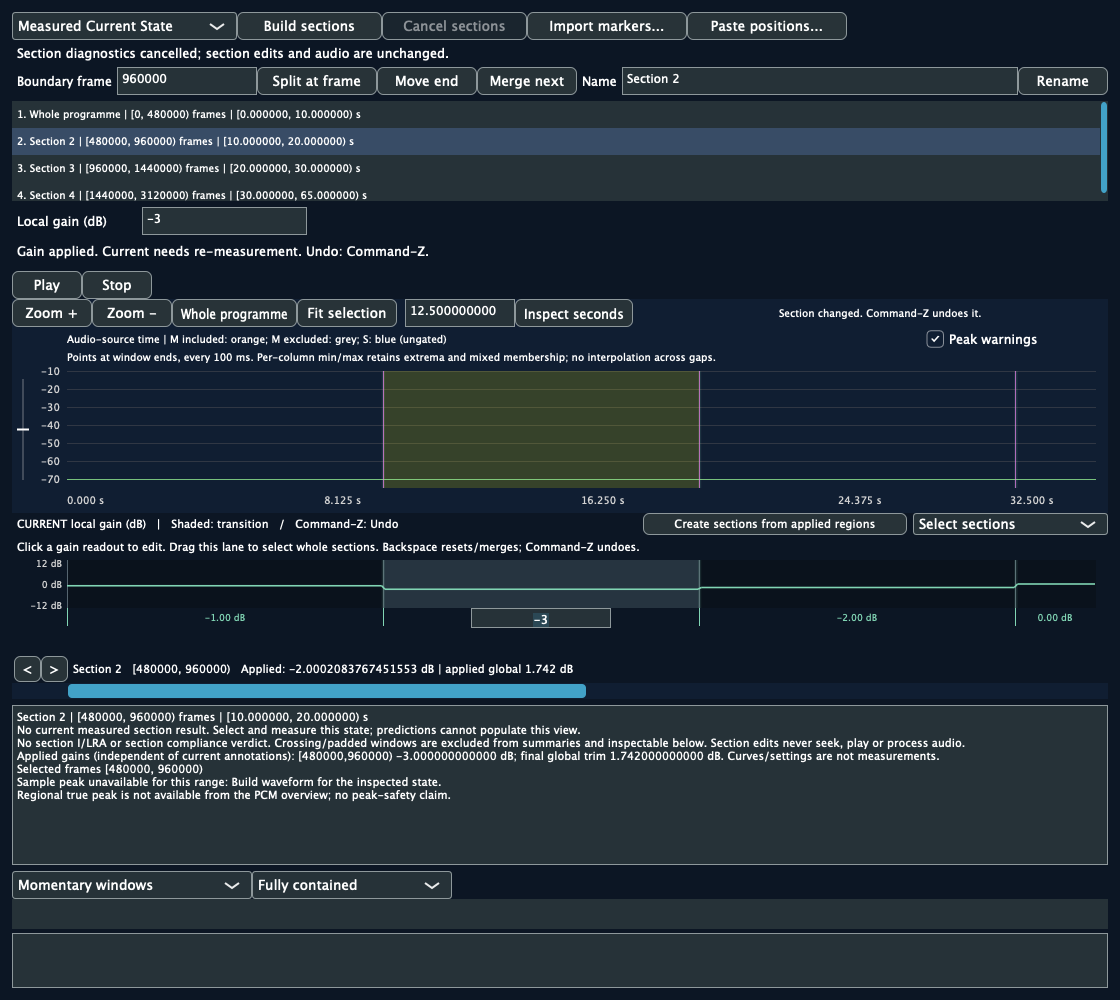 Measured Current State Build sections Cancel sections Import markers... Paste positions...
Section diagnostics cancelled; section edits and audio are unchanged.
Boundary frame 960000 Split at frame Move end Merge next Name Section 2 Rename
1. Whole programme | [0, 480000) frames | [0.000000, 10.000000) s
2. Section 2 | [480000, 960000) frames | [10.000000, 20.000000) s
3. Section 3 | [960000, 1440000) frames | [20.000000, 30.000000) s
4. Section 4 | [1440000, 3120000) frames | [30.000000, 65.000000) s
Local gain (dB) -3
Gain applied. Current needs re-measurement. Undo: Command-Z.
Play Stop
Zoom + Zoom - Whole programme Fit selection 12.500000000 Inspect seconds Section changed. Command-Z undoes it.
Audio-source time | M included: orange; M excluded: grey; S: blue (ungated) Peak warnings
Points at window ends, every 100 ms. Per-column min/max retains extrema and mixed membership; no interpolation across gaps.
-10
-20
-30
-40
-50
-60
-70
0.000 s 8.125 s 16.250 s 24.375 s 32.500 s
CURRENT local gain (dB) | Shaded: transition / Command-Z: Undo Create sections from applied regions Select sections
Click a gain readout to edit. Drag this lane to select whole sections. Backspace resets/merges; Command-Z undoes.
12 dB
0 dB
-12 dB
-1.00 dB -3 -2.00 dB 0.00 dB
< > Section 2 [480000, 960000) Applied: -2.0002083767451553 dB | applied global 1.742 dB
Section 2 | [480000, 960000) frames | [10.000000, 20.000000) s
No current measured section result. Select and measure this state; predictions cannot populate this view.
No section I/LRA or section compliance verdict. Crossing/padded windows are excluded from summaries and inspectable below. Section edits never seek, play or process audio.
Applied gains (independent of current annotations): [480000,960000) -3.000000000000 dB; final global trim 1.742000000000 dB. Curves/settings are not measurements.
Selected frames [480000, 960000)
Sample peak unavailable for this range: Build waveform for the inspected state.
Regional true peak is not available from the PCM overview; no peak-safety claim.
Momentary windows Fully contained